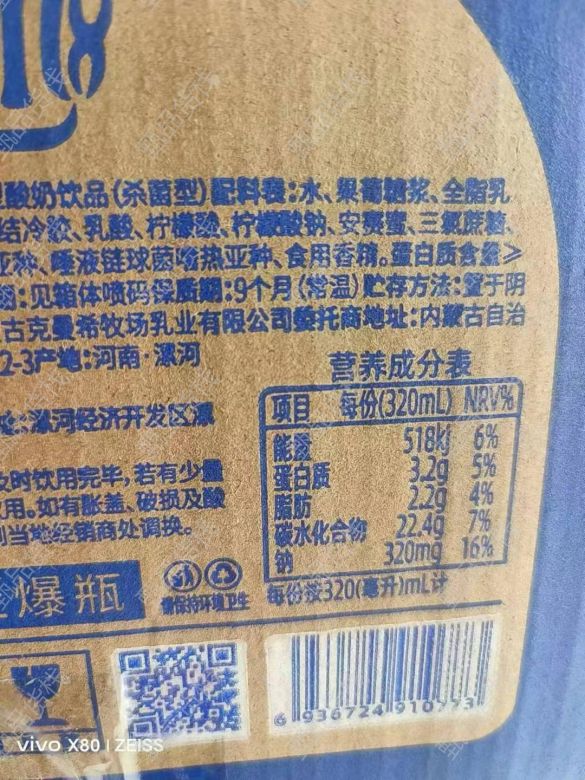 酸奶饮品(杀菌型)配料表:水、果葡糖浆、全脂乳
结冷胶、乳酸、柠檬酸、柠檬酸钠、安赛蜜、三氯蔗糖、
亚种、唾液链球菌嗜热亚种、食用香精。蛋白质含量≥
期:见箱体喷码保质期:9个月(常温)贮存方法:置于阴
古克曼希牧场乳业有限公司委托商地址:内蒙古自治
2-3产地:河南·漯河
营养成分表
项目 每份(320mL) NRV%
址:漯河经济开发区漯
能量 518kj 6%
蛋白质 3.2g 5%
脂肪 2.2g 4%
碳水化合物 22.4g 7%
钠 320mg 16%
及时饮用完毕,若有少量
饮用。如有胀盖、破损及酸
到当地经销商处调换。
爆瓶
请保持环境卫生
每份按320(毫升)mL计
6 936724 910773
vivo X80 | ZEISS